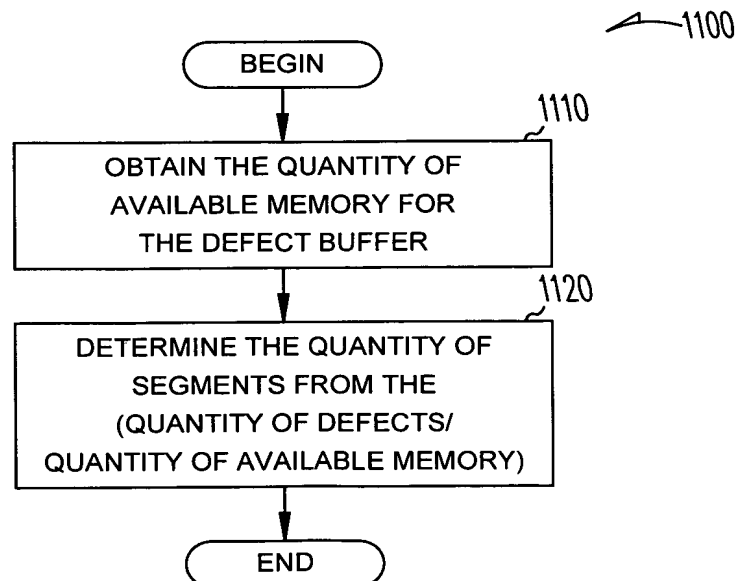 1100
BEGIN
1110
OBTAIN THE QUANTITY OF
AVAILABLE MEMORY FOR
THE DEFECT BUFFER
1120
DETERMINE THE QUANTITY OF
SEGMENTS FROM THE
(QUANTITY OF DEFECTS/
QUANTITY OF AVAILABLE MEMORY)
END